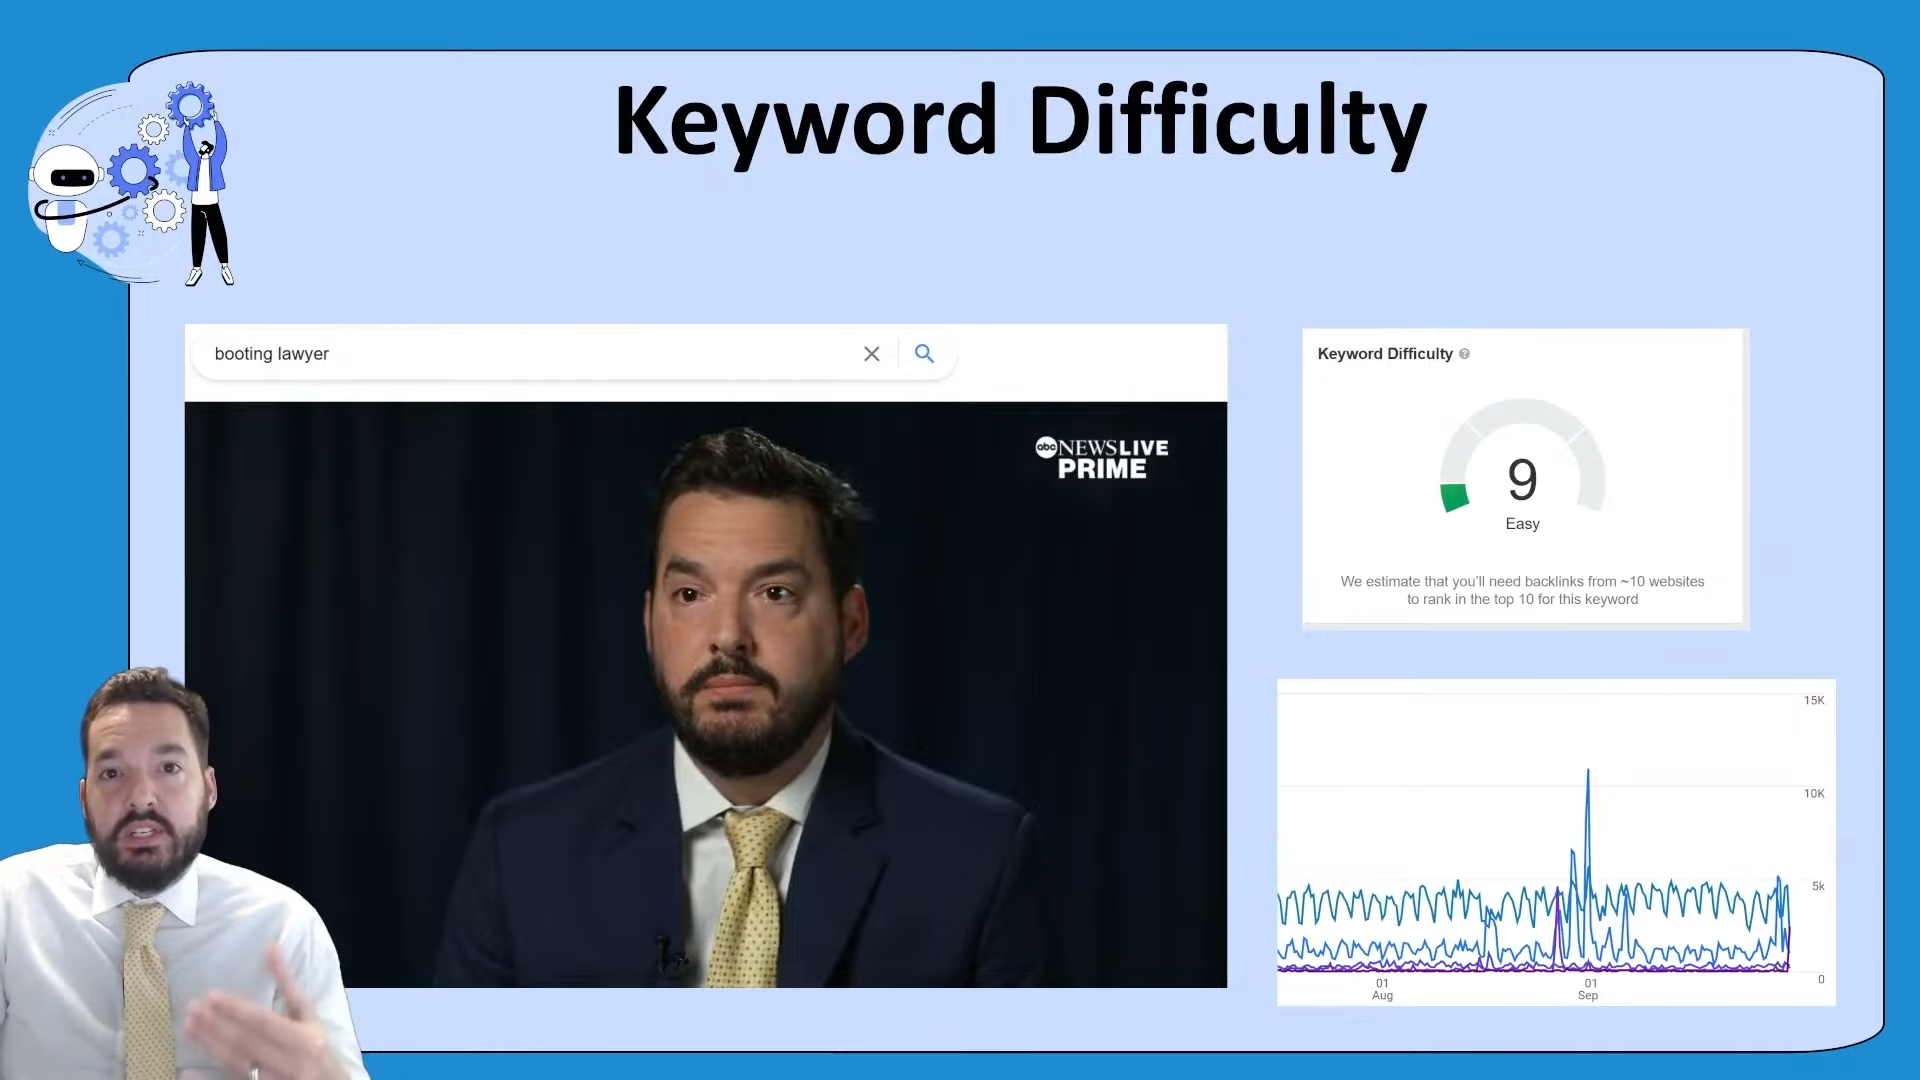 Keyword Difficulty
booting lawyer
abc NEWS LIVE
PRIME
Keyword Difficulty ?
9
Easy
We estimate that you'll need backlinks from ~10 websites
to rank in the top 10 for this keyword
15K
10K
5k
0
01
Aug
01
Sep